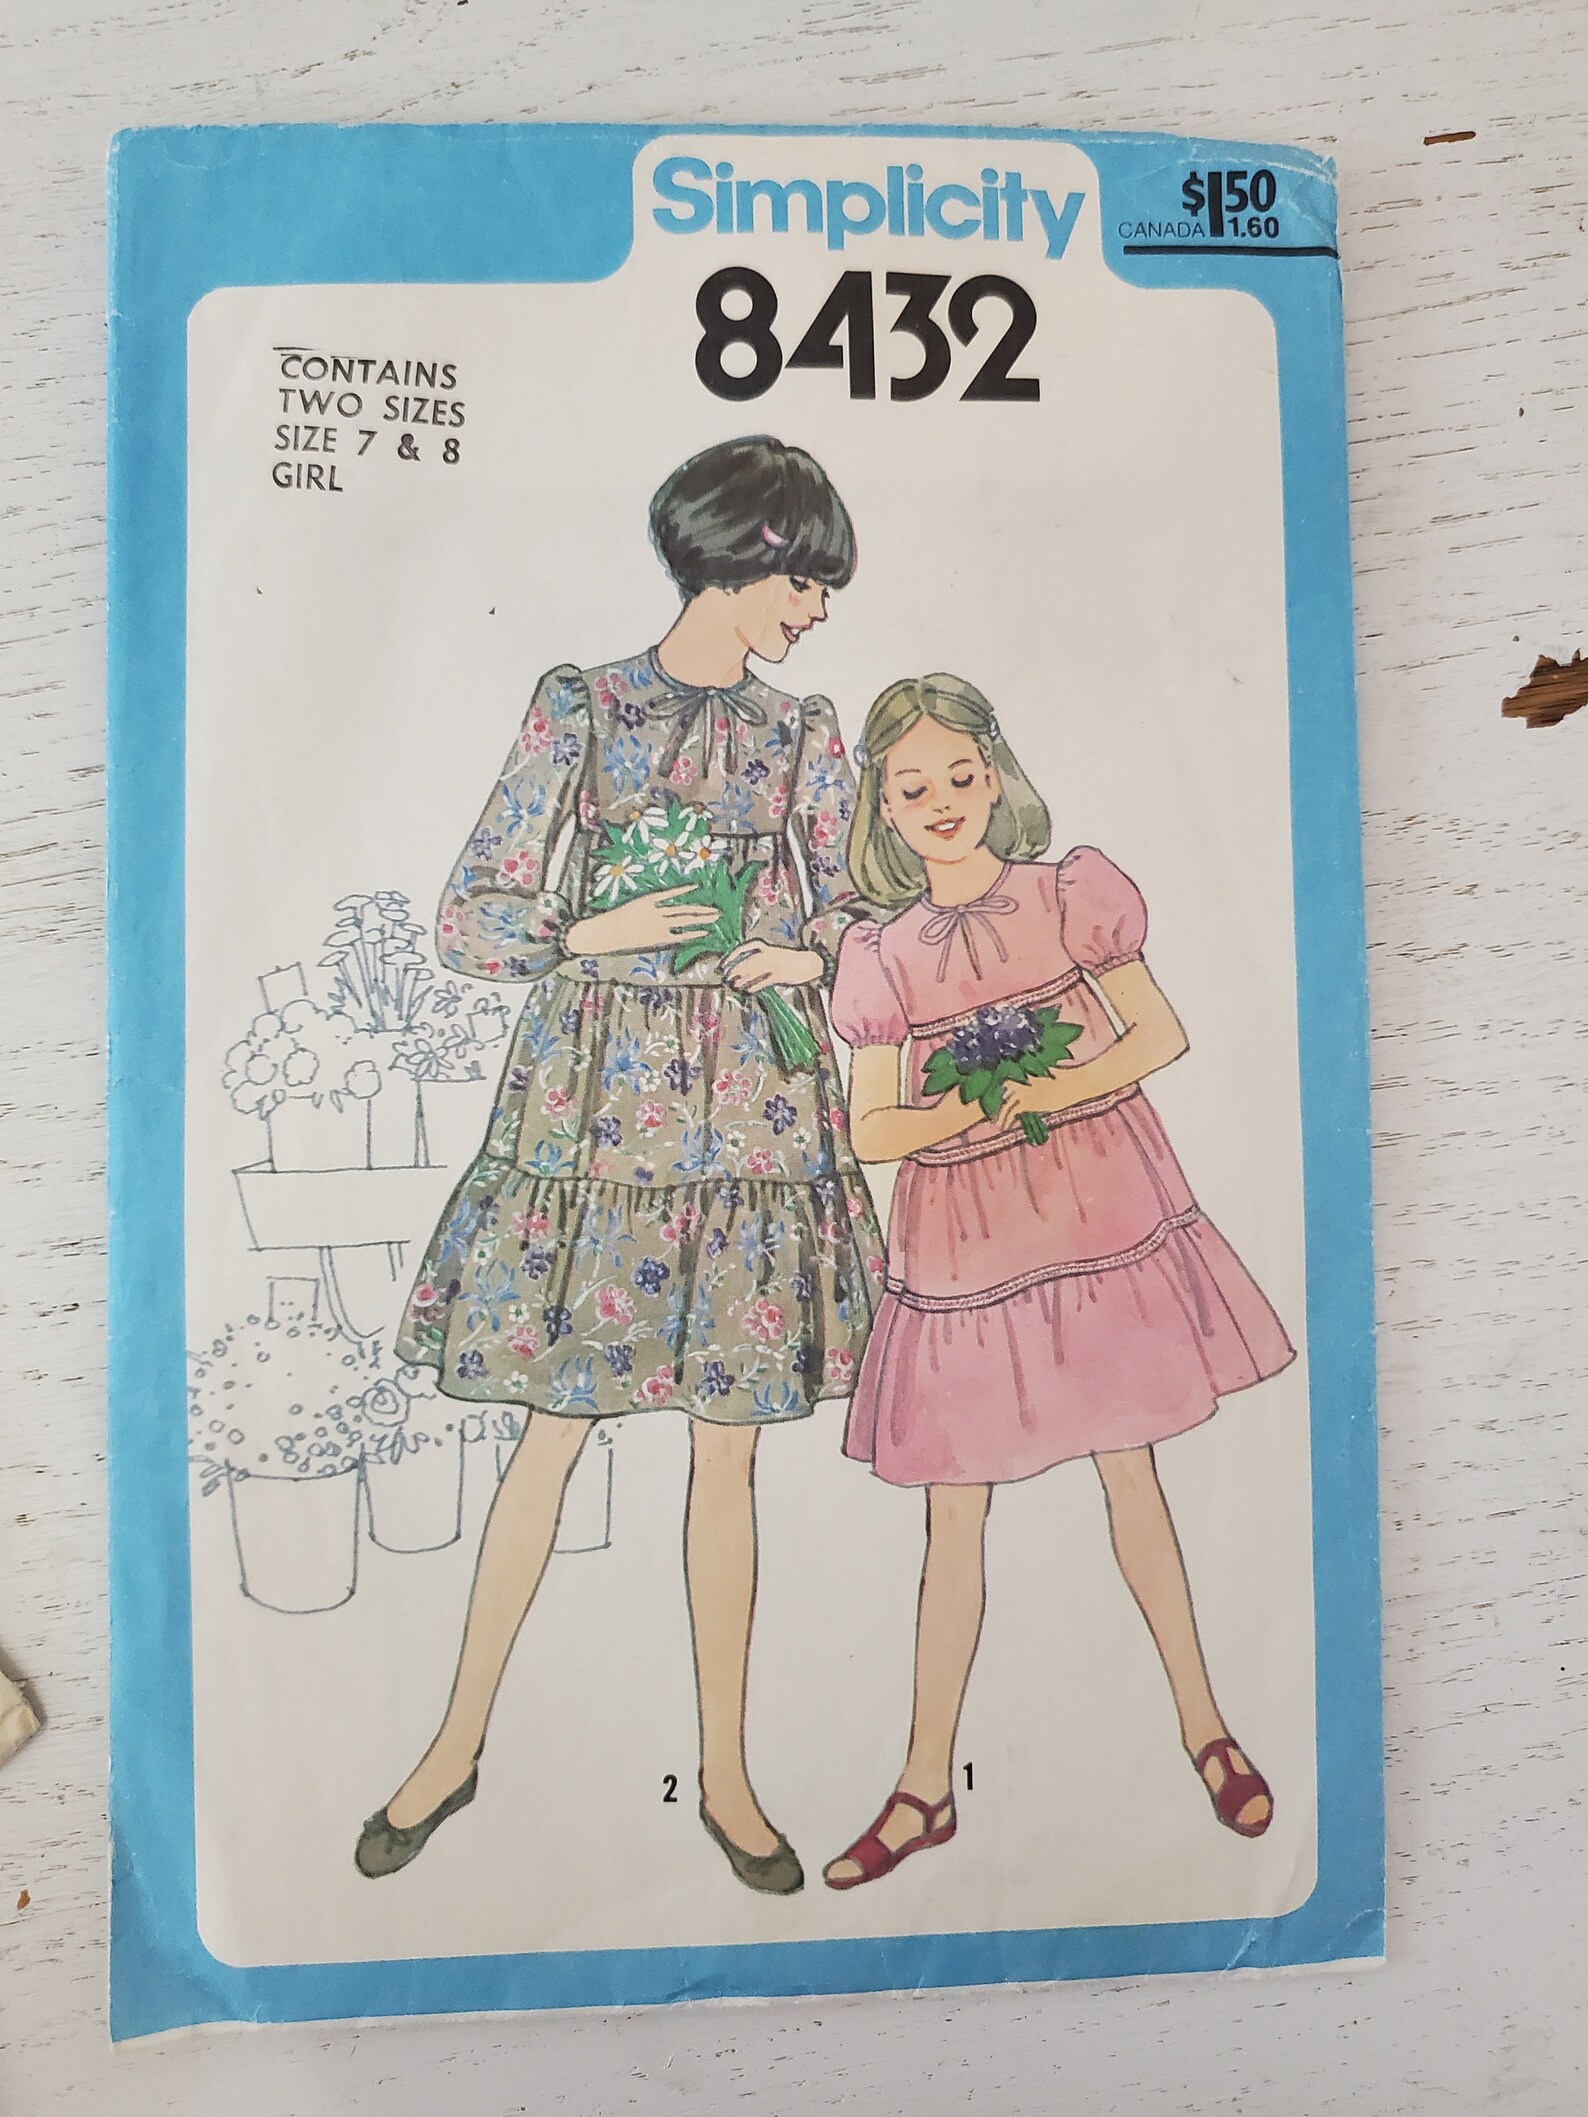 Simplicity
$1.50
CANADA 1.60
8432
CONTAINS
TWO SIZES
SIZE 7 & 8
GIRL
2
1